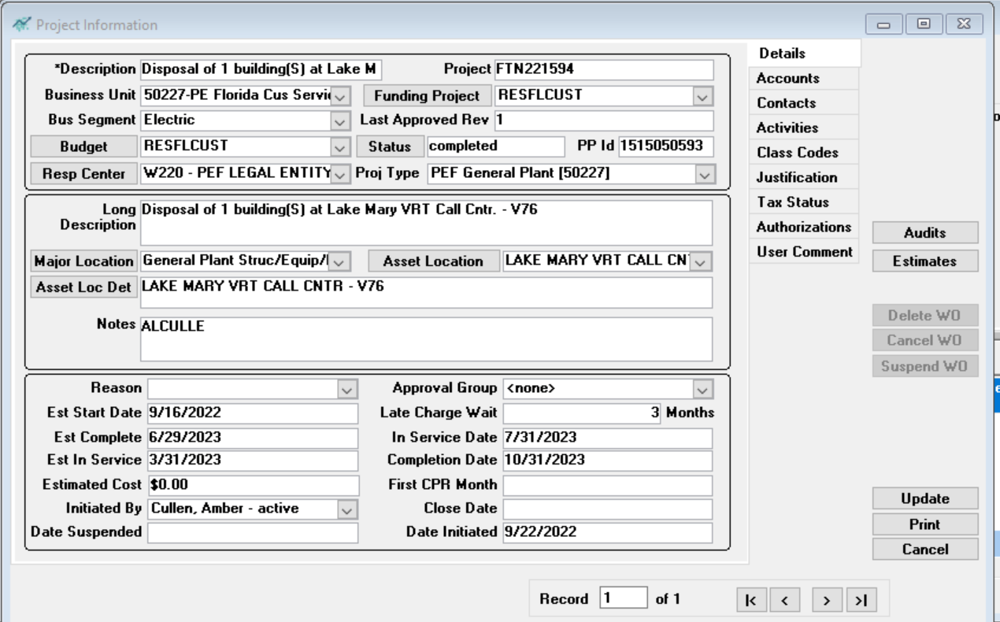 Project Information
*Description Disposal of 1 building(S) at Lake M Project FTN221594
Business Unit 50227-PE Florida Cus Servi Funding Project RESFLCUST
Bus Segment Electric Last Approved Rev 1
Budget RESFLCUST Status completed PP Id 1515050593
Resp Center W220 - PEF LEGAL ENTITY Proj Type PEF General Plant [50227]
Long Description Disposal of 1 building(S) at Lake Mary VRT Call Cntr. - V76
Major Location General Plant Struc/Equip/ Asset Location LAKE MARY VRT CALL CN
Asset Loc Det LAKE MARY VRT CALL CNTR - V76
Notes ALCULLE
Reason Approval Group <none>
Est Start Date 9/16/2022 Late Charge Wait 3 Months
Est Complete 6/29/2023 In Service Date 7/31/2023
Est In Service 3/31/2023 Completion Date 10/31/2023
Estimated Cost $0.00 First CPR Month
Initiated By Cullen, Amber - active Close Date
Date Suspended Date Initiated 9/22/2022
Details
Accounts
Contacts
Activities
Class Codes
Justification
Tax Status
Authorizations
User Comment
Audits
Estimates
Delete WO
Cancel WO
Suspend WO
Update
Print
Cancel
Record 1 of 1